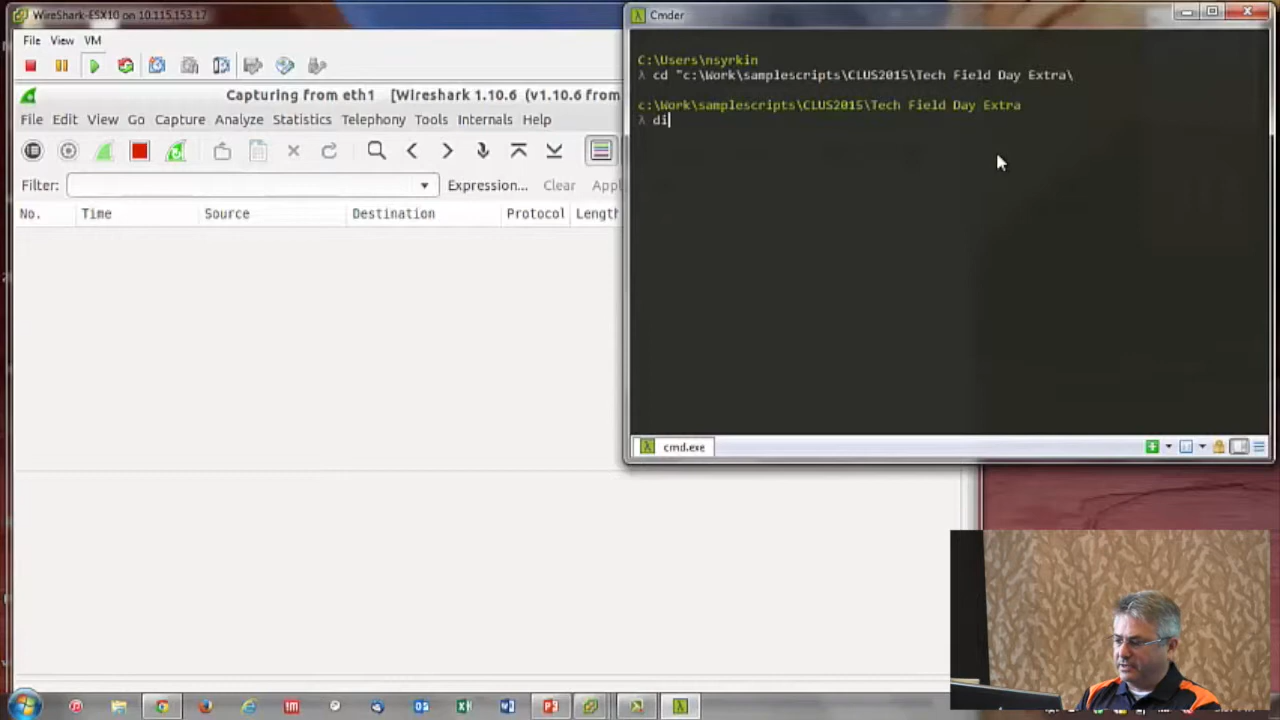 WireShark-ESX10 on 10.115.153.17
File View VM
Capturing from eth1 [Wireshark 1.10.6 (v1.10.6 from
File Edit View Go Capture Analyze Statistics Telephony Tools Internals Help
Filter: Expression... Clear Appl
No. Time Source Destination Protocol Length
Cmder
C:\Users\nsyrkin
λ cd "c:\Work\samplescripts\CLUS2015\Tech Field Day Extra\
c:\Work\samplescripts\CLUS2015\Tech Field Day Extra
λ di
cmd.exe